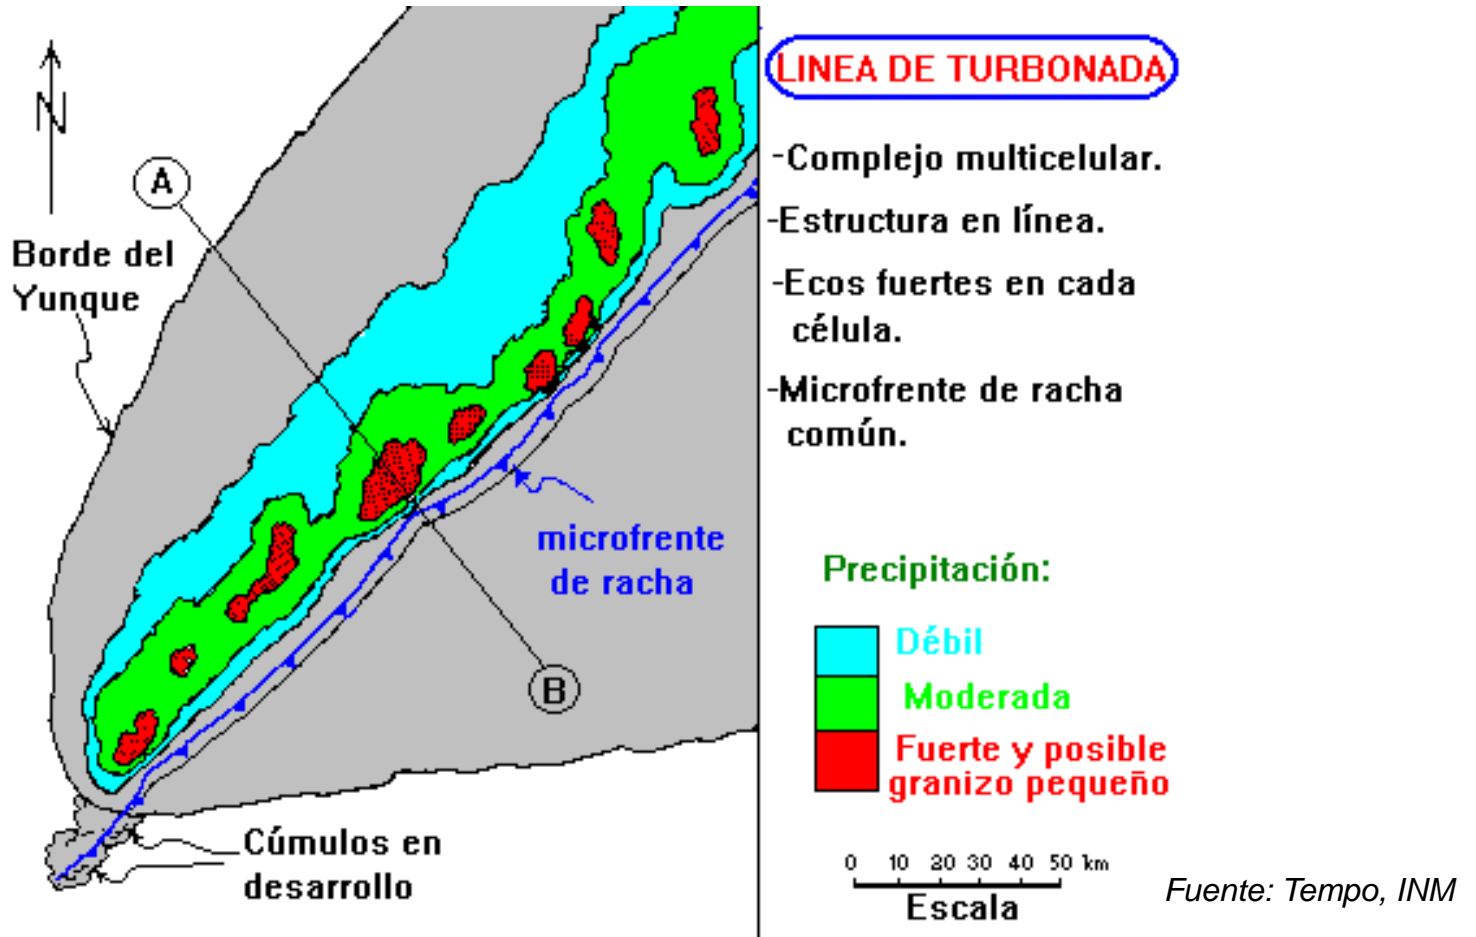 N
A
Borde del
Yunque
microfrente
de racha
B
Cúmulos en
desarrollo
LINEA DE TURBONADA
-Complejo multicelular.
-Estructura en línea.
-Ecos fuertes en cada
célula.
-Microfrente de racha
común.
Precipitación:
Débil
Moderada
Fuerte y posible
granizo pequeño
0 10 20 30 40 50 km
Escala
Fuente: Tempo, INM